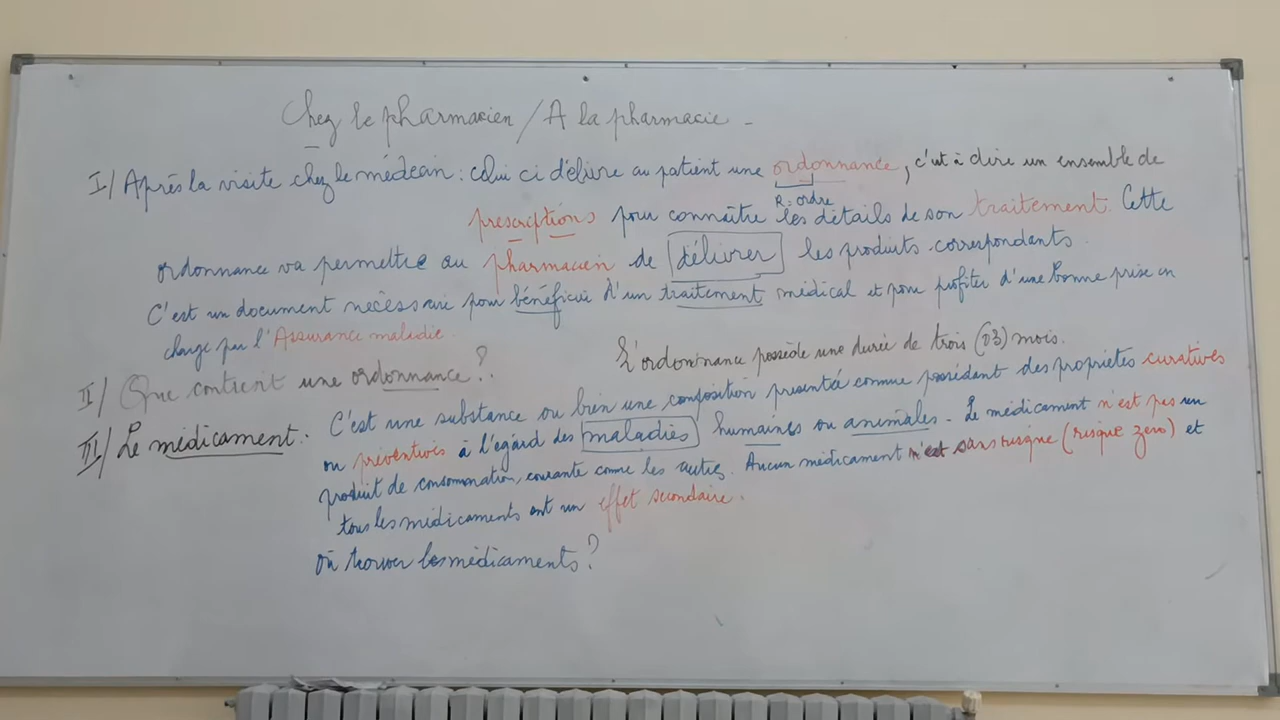 Chez le pharmacien / A la pharmacie -
I/ Après la visite chez le médecin : celui ci délivre au patient une ordonnance, c'est à dire un ensemble de
R: ordre
prescriptions pour connaître les détails de son traitement. Cette
ordonnance va permettre au pharmacien de délivrer les produits correspondants.
C'est un document nécessaire pour bénéficier d'un traitement médical et pour profiter d'une bonne prise en
charge par l'Assurance maladie.
L'ordonnance possède une durée de trois (03) mois.
II/ Que contient une ordonnance ?
III/ Le médicament : C'est une substance ou bien une composition presentée comme possédant des proprietes curatives
ou préventives à l'égard des maladies humaines ou animales. Le médicament n'est pas un
produit de consommation, courante comme les autres. Aucun médicament n'est sans risque (risque zero) et
tous les médicaments ont un effet secondaire.
où trouver les médicaments ?